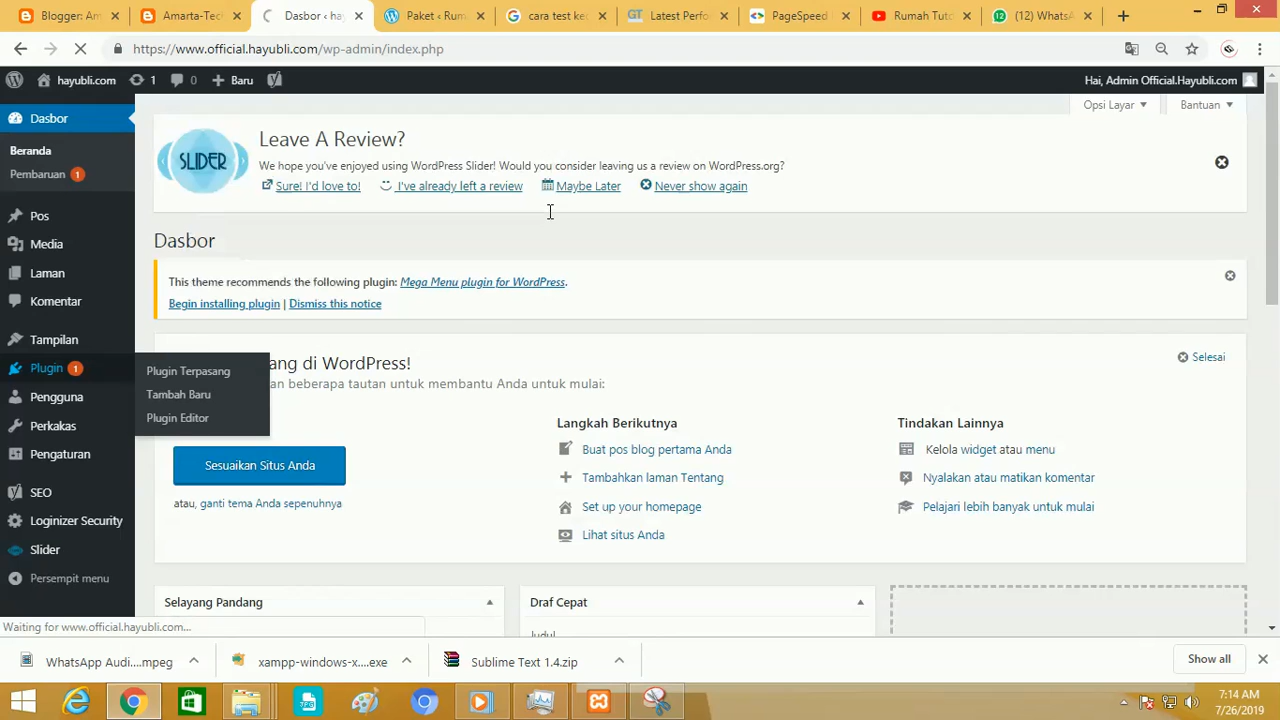 Blogger: Am
Amarta-Tec
Dasbor ‹ hay
Paket ‹ Rum
cara test ke
Latest Perfo
PageSpeed I
Rumah Tuto
(12) WhatsA
https://www.official.hayubli.com/wp-admin/index.php
hayubli.com 1 0 Baru
Hai, Admin Official.Hayubli.com
Dasbor
Beranda
Pembaruan 1
Pos
Media
Laman
Komentar
Tampilan
Plugin 1
Pengguna
Perkakas
Pengaturan
SEO
Loginizer Security
Slider
Persempit menu
Plugin Terpasang
Tambah Baru
Plugin Editor
Opsi Layar
Bantuan
SLIDER
Leave A Review?
We hope you've enjoyed using WordPress Slider! Would you consider leaving us a review on WordPress.org?
Sure! I'd love to! I've already left a review Maybe Later Never show again
Dasbor
This theme recommends the following plugin: Mega Menu plugin for WordPress.
Begin installing plugin | Dismiss this notice
ang di WordPress!
an beberapa tautan untuk membantu Anda untuk mulai:
Selesai
Sesuaikan Situs Anda
atau, ganti tema Anda sepenuhnya
Langkah Berikutnya
Buat pos blog pertama Anda
Tambahkan laman Tentang
Set up your homepage
Lihat situs Anda
Tindakan Lainnya
Kelola widget atau menu
Nyalakan atau matikan komentar
Pelajari lebih banyak untuk mulai
Selayang Pandang
Draf Cepat
Judul
Waiting for www.official.hayubli.com...
WhatsApp Audi....mpeg
xampp-windows-x....exe
Sublime Text 1.4.zip
Show all
7:14 AM
7/26/2019